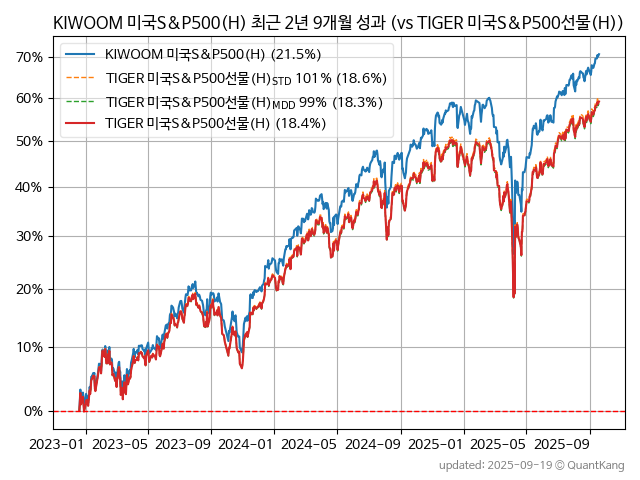 KIWOOM 미국S&P500(H) 최근 2년 9개월 성과 (vs TIGER 미국S&P500선물(H))
KIWOOM 미국S&P500(H) (21.5%)
TIGER 미국S&P500선물(H)STD 101% (18.6%)
TIGER 미국S&P500선물(H)MDD 99% (18.3%)
TIGER 미국S&P500선물(H) (18.4%)
70%
60%
50%
40%
30%
20%
10%
0%
2023-01 2023-05 2023-09 2024-01 2024-05 2024-09 2025-01 2025-05 2025-09
updated: 2025-09-19 © QuantKang